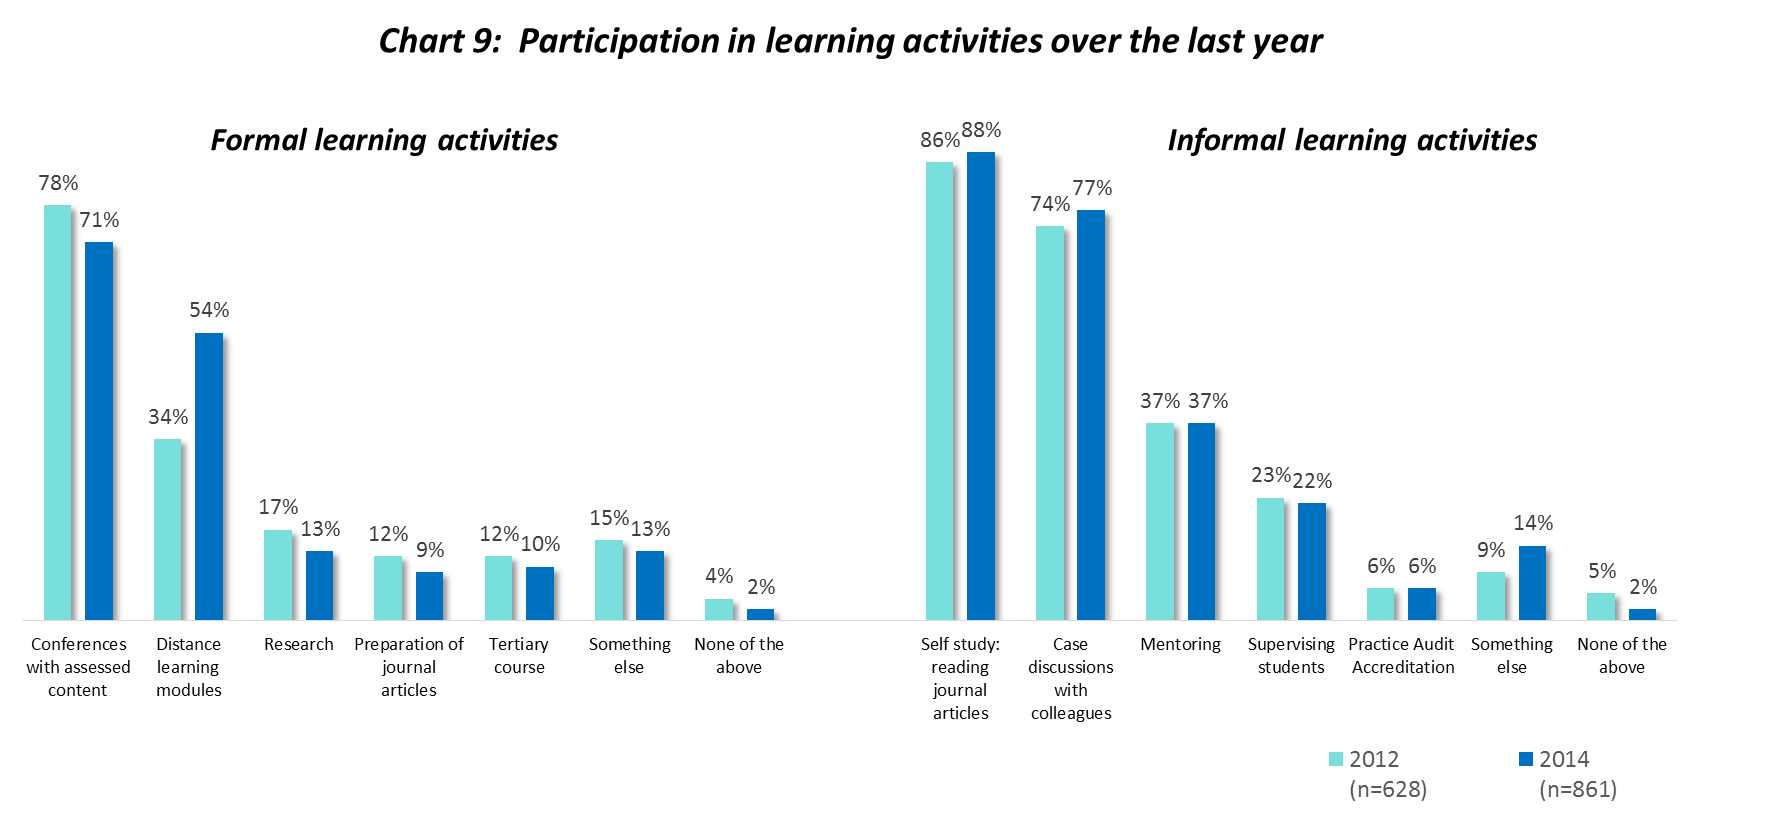 Chart 9:  Participation in learning activities over the last year
Formal learning activities
78%
71%
34%
54%
17%
13%
12%
9%
12%
10%
15%
13%
4%
2%
Conferences
with assessed
content
Distance
learning
modules
Research
Preparation of
journal
articles
Tertiary
course
Something
else
None of the
above
Informal learning activities
86%
88%
74%
77%
37%
37%
23%
22%
6%
6%
9%
14%
5%
2%
Self study:
reading
journal
articles
Case
discussions
with
colleagues
Mentoring
Supervising
students
Practice Audit
Accreditation
Something
else
None of the
above
2012
(n=628)
2014
(n=861)